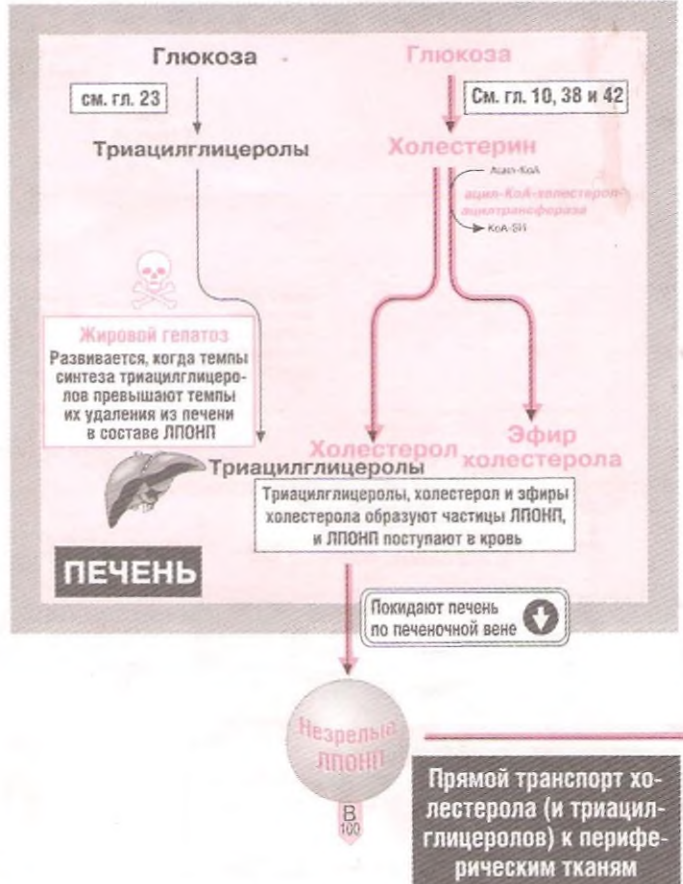 Глюкоза
см. гл. 23
Триацилглицеролы
Глюкоза
См. гл. 10, 38 и 42
Холестерин
Ацил-КоА
ацил-КоА-холестерол-
ацилтрансфераза
КоА-SH
Жировой гепатоз
Развивается, когда темпы
синтеза триацилглицеро-
лов превышают темпы
их удаления из печени
в составе ЛПОНП
Триацилглицеролы
Холестерол
Эфир
холестерола
Триацилглицеролы, холестерол и эфиры
холестерола образуют частицы ЛПОНП,
и ЛПОНП поступают в кровь
ПЕЧЕНЬ
Покидают печень
по печеночной вене
Незрелые
ЛПОНП
B
100
Прямой транспорт хо-
лестерола (и триацил-
глицеролов) к перифе-
рическим тканям